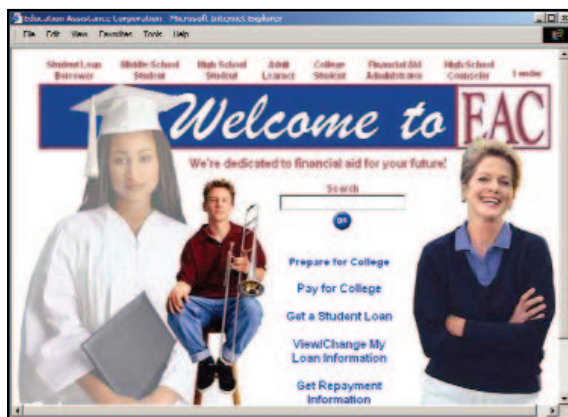 Education Assistance Corporation - Microsoft Internet Explorer
File Edit View Favorites Tools Help
Student Loan Borrower
Middle School Student
High School Student
Adult Learner
College Student
Financial Aid Administrator
High School Counselor
Lender
Welcome to EAC
We're dedicated to financial aid for your future!
Search
GO
Prepare for College
Pay for College
Get a Student Loan
View/Change My
Loan Information
Get Repayment
Information